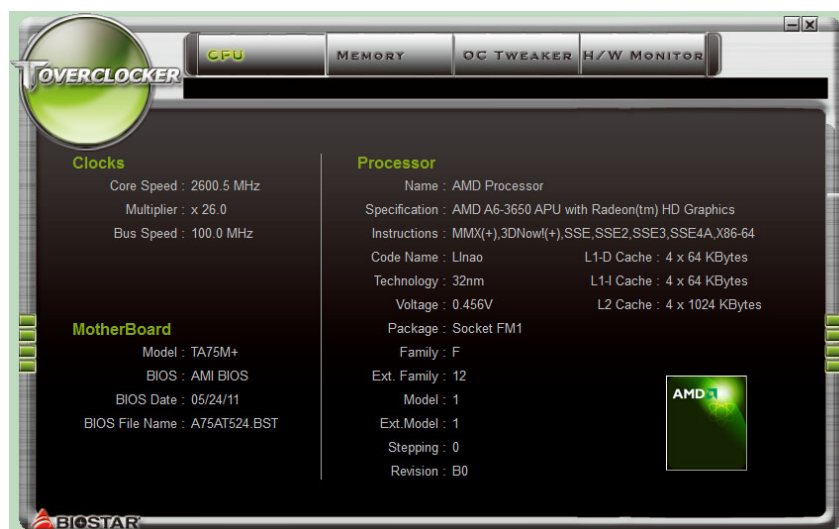 CPU MEMORY OC TWEAKER H/W MONITOR
TOVERCLOCKER
Clocks
Core Speed : 2600.5 MHz
Multiplier : x 26.0
Bus Speed : 100.0 MHz
MotherBoard
Model : TA75M+
BIOS : AMI BIOS
BIOS Date : 05/24/11
BIOS File Name : A75AT524.BST
Processor
Name : AMD Processor
Specification : AMD A6-3650 APU with Radeon(tm) HD Graphics
Instructions : MMX(+),3DNow!(+),SSE,SSE2,SSE3,SSE4A,X86-64
Code Name : LInao L1-D Cache : 4 x 64 KBytes
Technology : 32nm L1-I Cache : 4 x 64 KBytes
Voltage : 0.456V L2 Cache : 4 x 1024 KBytes
Package : Socket FM1
Family : F
Ext. Family : 12
Model : 1
Ext.Model : 1
Stepping : 0
Revision : B0
AMD
BIOSTAR